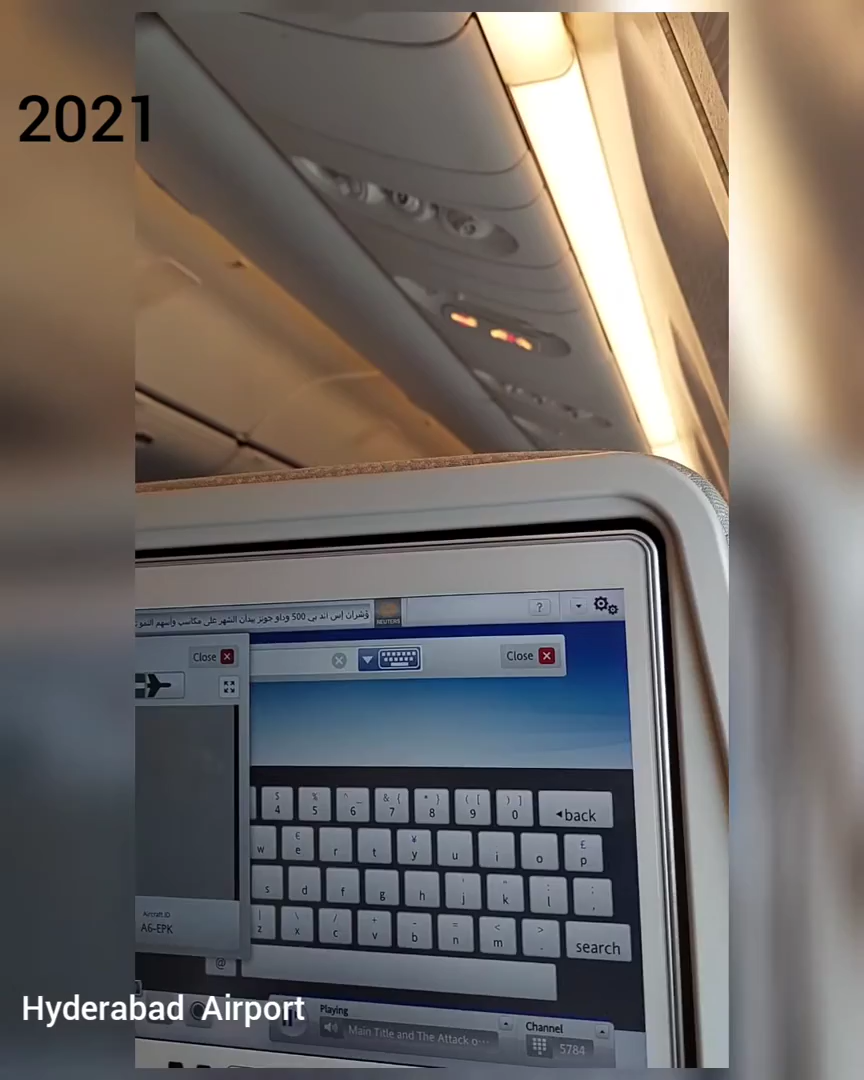 2021
ؤشران إس اند بي 500 وداو جونز يبدآن الشهر على مكاسب وأسهم النمو
REUTERS
?
Close
Close
$ 4 % 5 ^ _ 6 & { 7 * } 8 ( [ 9 ) ] 0 ◂back
w € e r t ¥ y u i o £ p
s d f g h ' j " k : l ; ,
| z \ x / c + v - b = n < m > . search
@
Aircraft ID
A6-EPK
Hyderabad Airport
Playing
Main Title and The Attack o...
Channel
5784